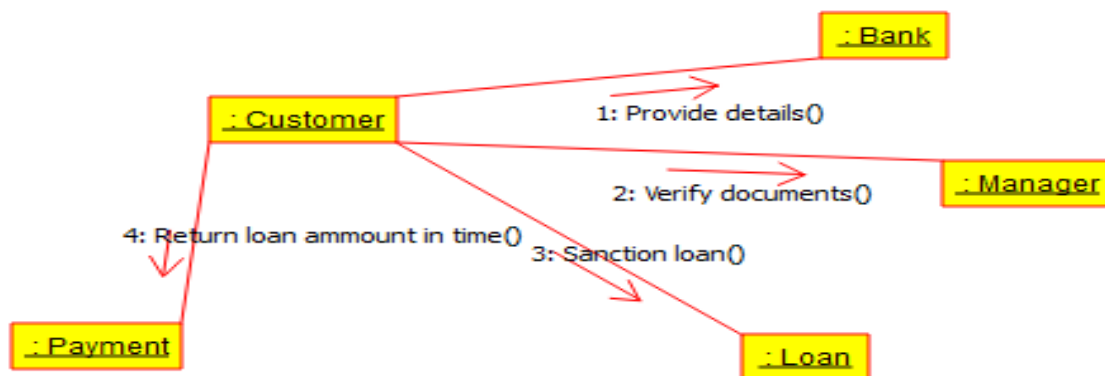 : Bank
1: Provide details()
: Customer
2: Verify documents()
: Manager
4: Return loan ammount in time()
3: Sanction loan()
: Payment
: Loan